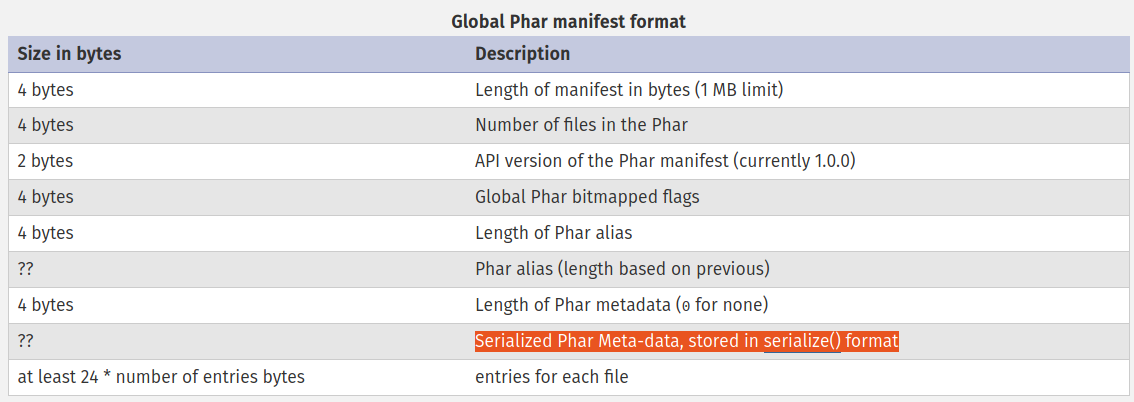 Global Phar manifest format
Size in bytes Description
4 bytes Length of manifest in bytes (1 MB limit)
4 bytes Number of files in the Phar
2 bytes API version of the Phar manifest (currently 1.0.0)
4 bytes Global Phar bitmapped flags
4 bytes Length of Phar alias
?? Phar alias (length based on previous)
4 bytes Length of Phar metadata (0 for none)
?? Serialized Phar Meta-data, stored in serialize() format
at least 24 * number of entries bytes entries for each file